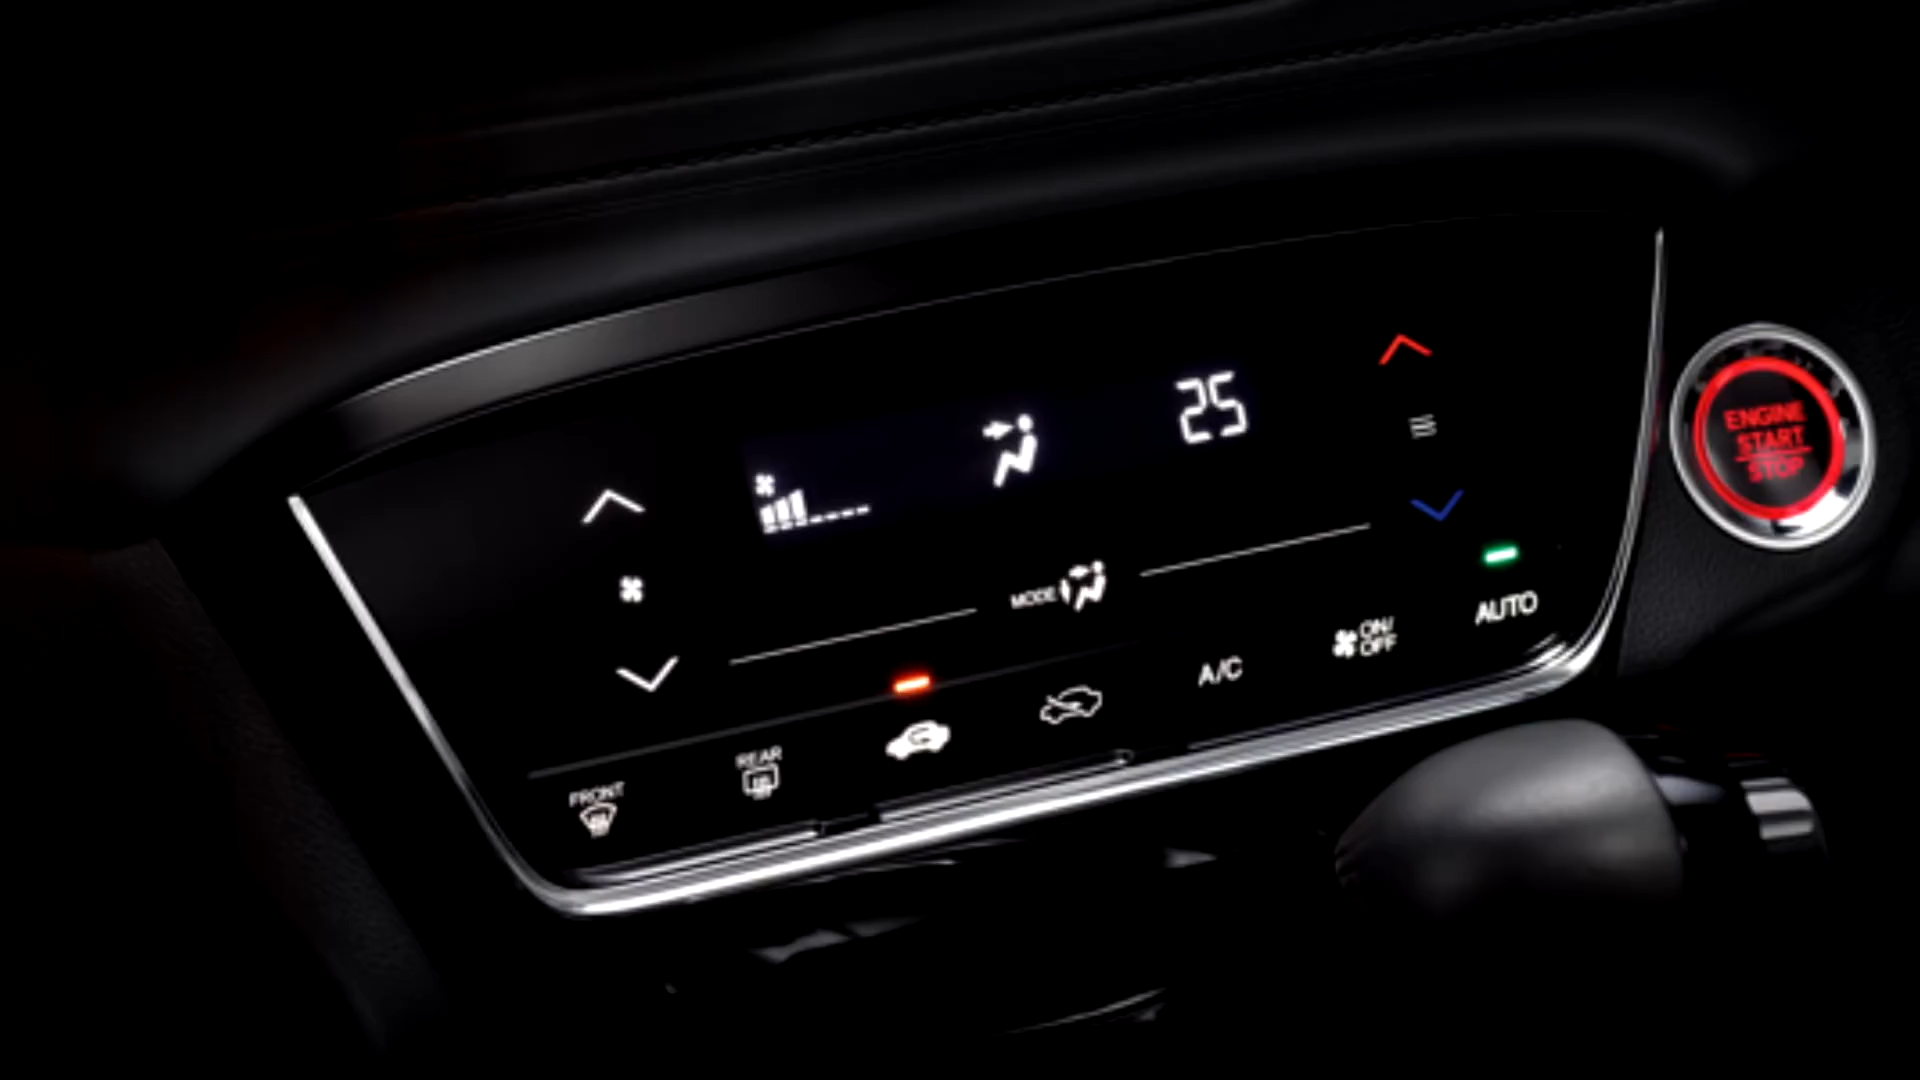 25
ENGINE
START
STOP
MODE
AUTO
ON/
OFF
A/C
REAR
FRONT